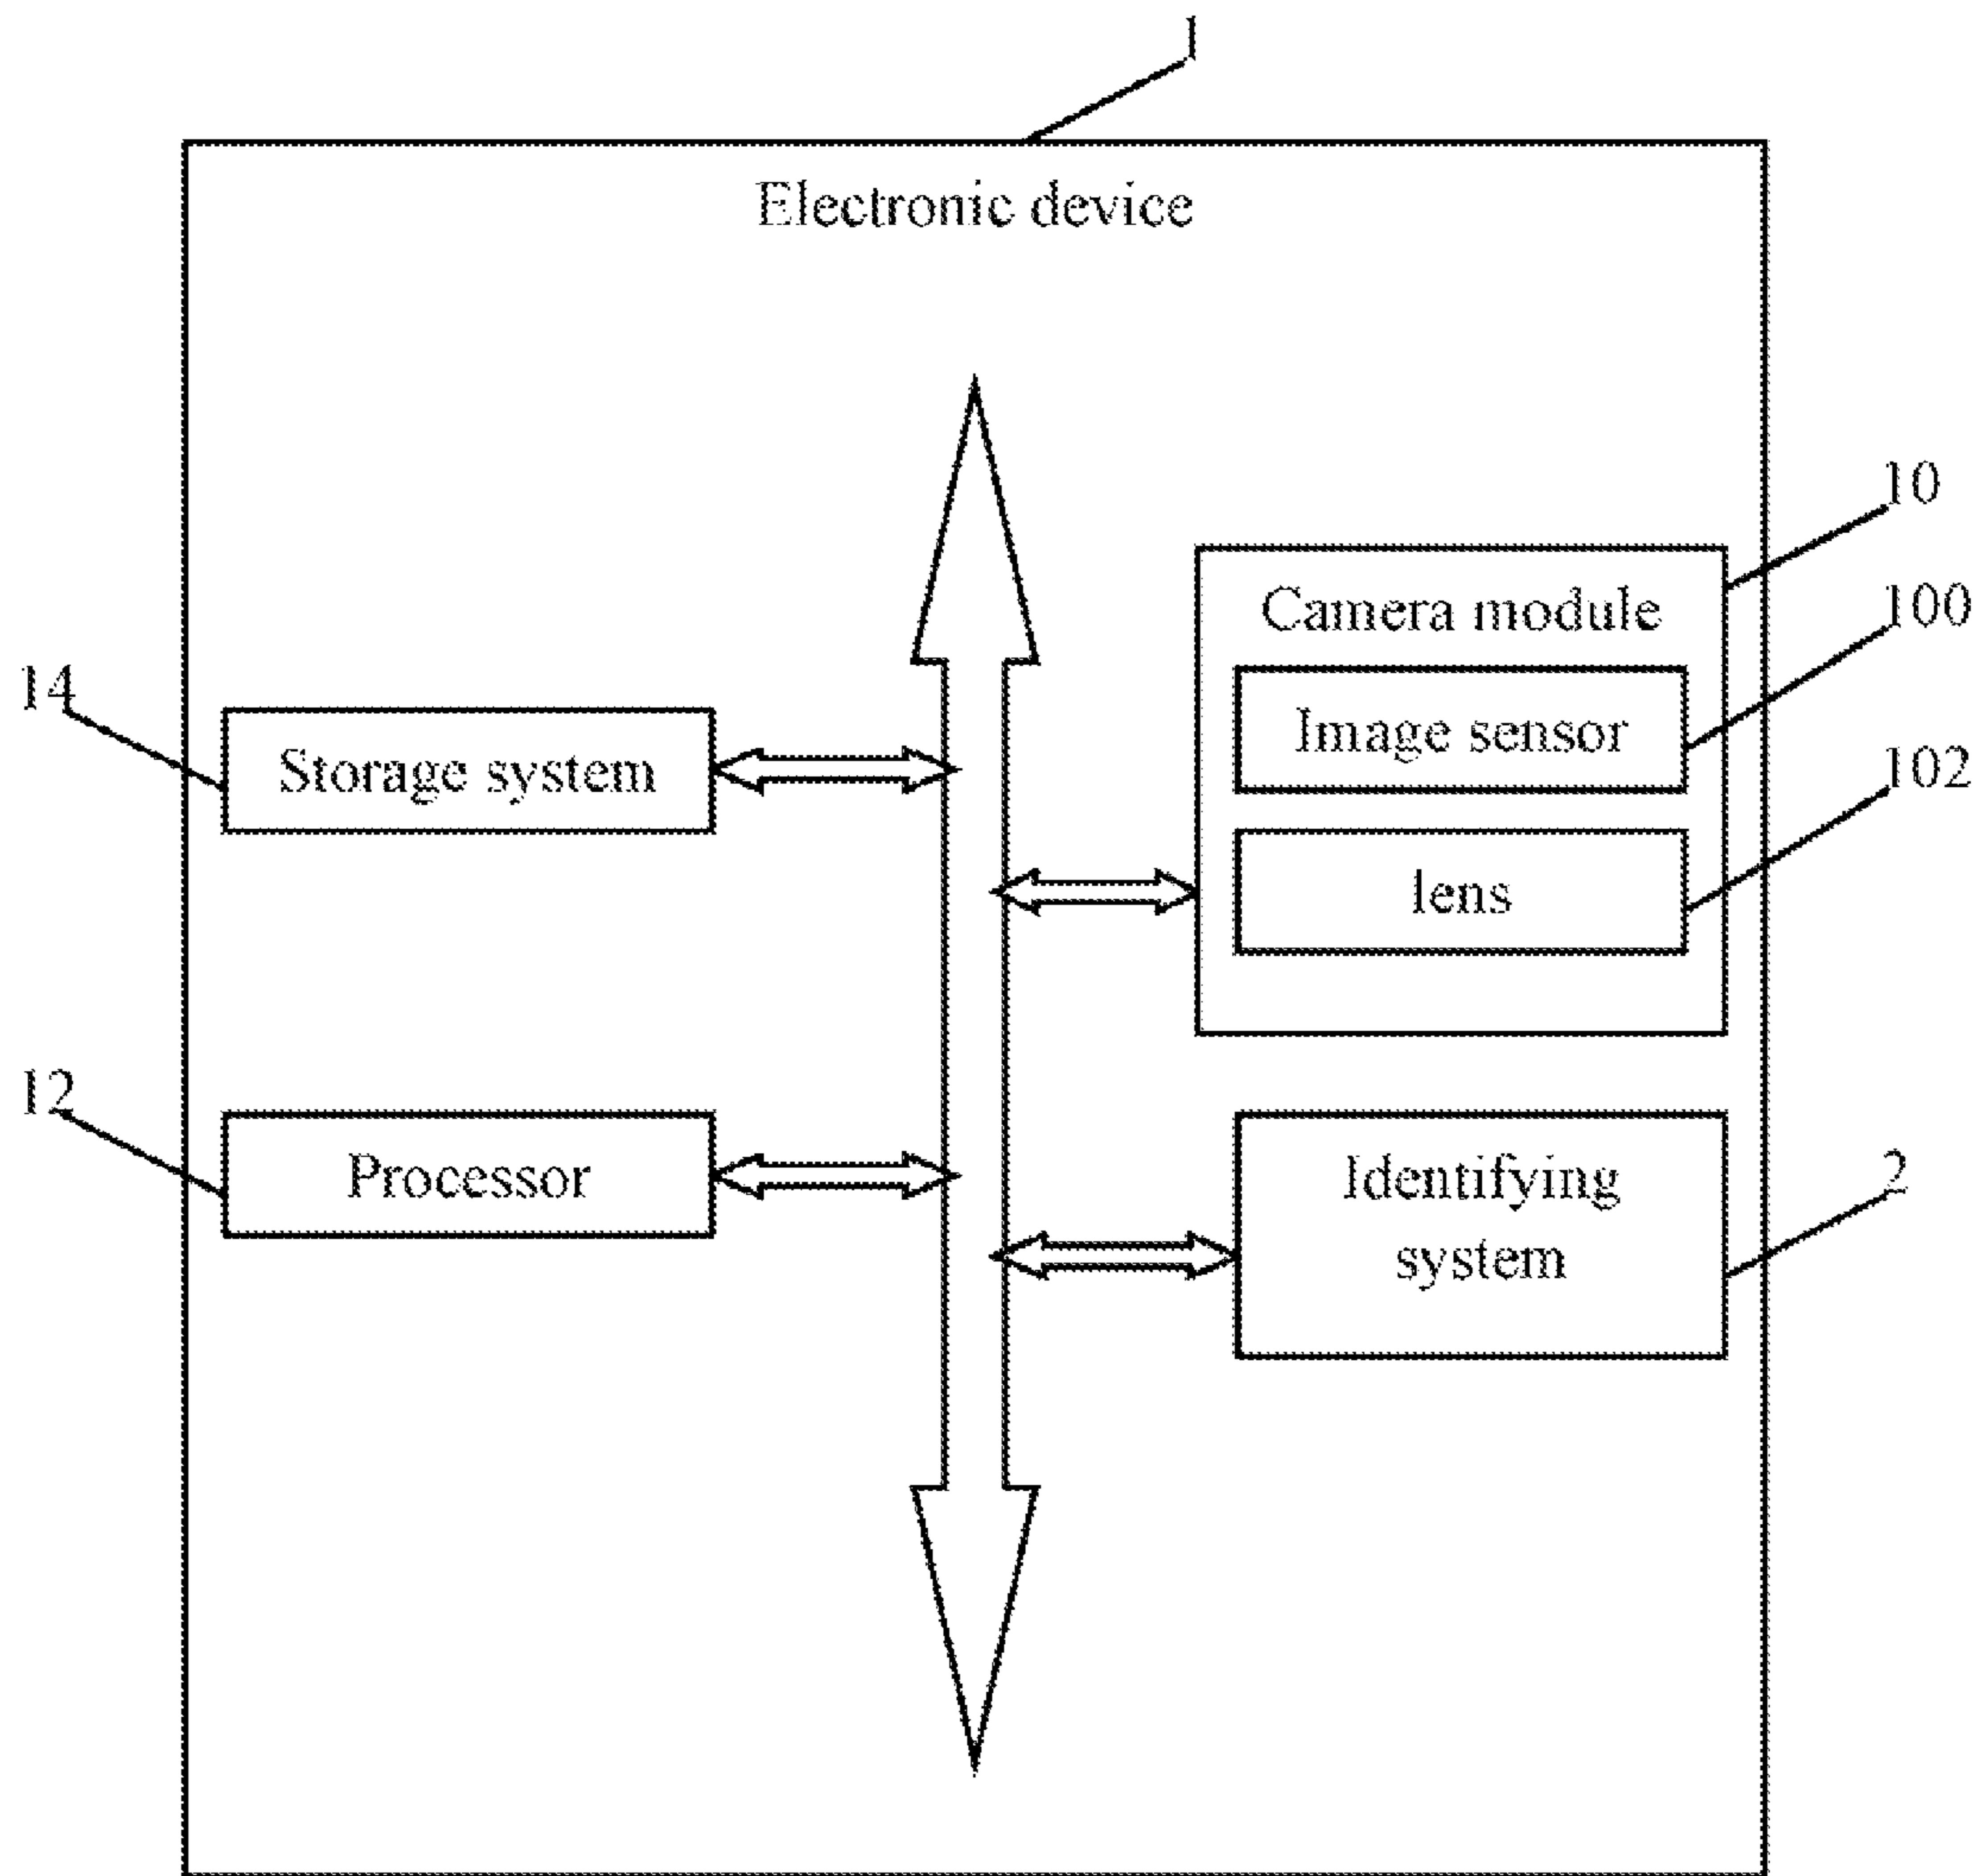 1
Electronic device
10
Camera module
100
Image sensor
14
Storage system
102
lens
12
Processor
Identifying
2
system